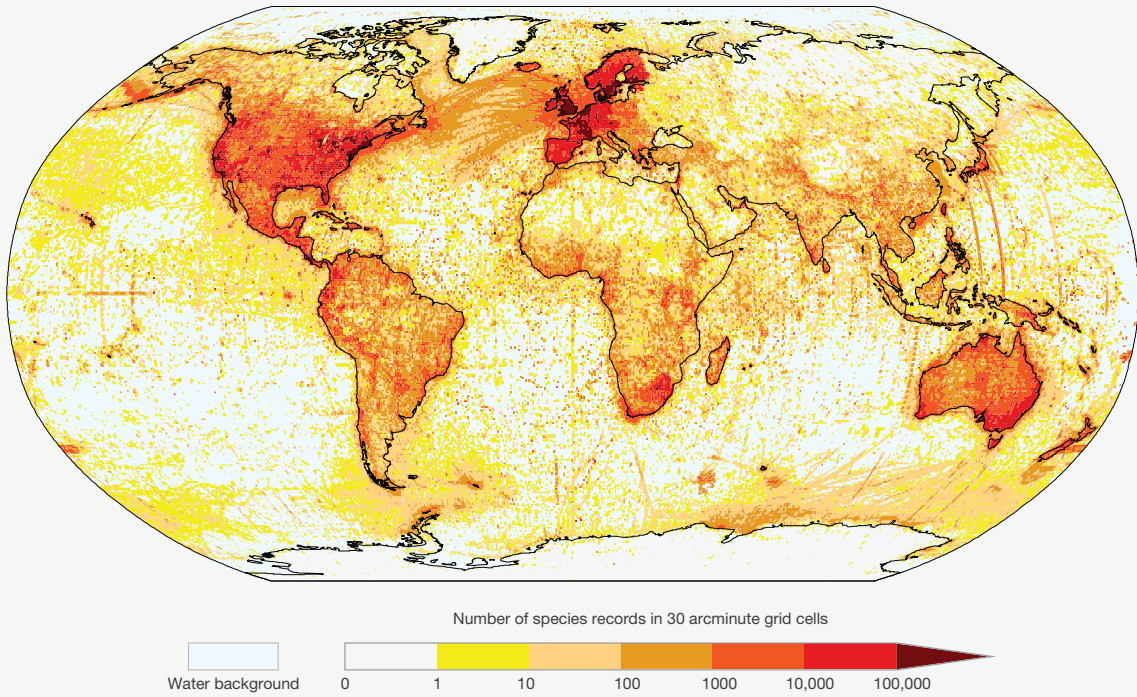 Number of species records in 30 arcminute grid cells
Water background
0 1 10 100 1000 10,000 100,000